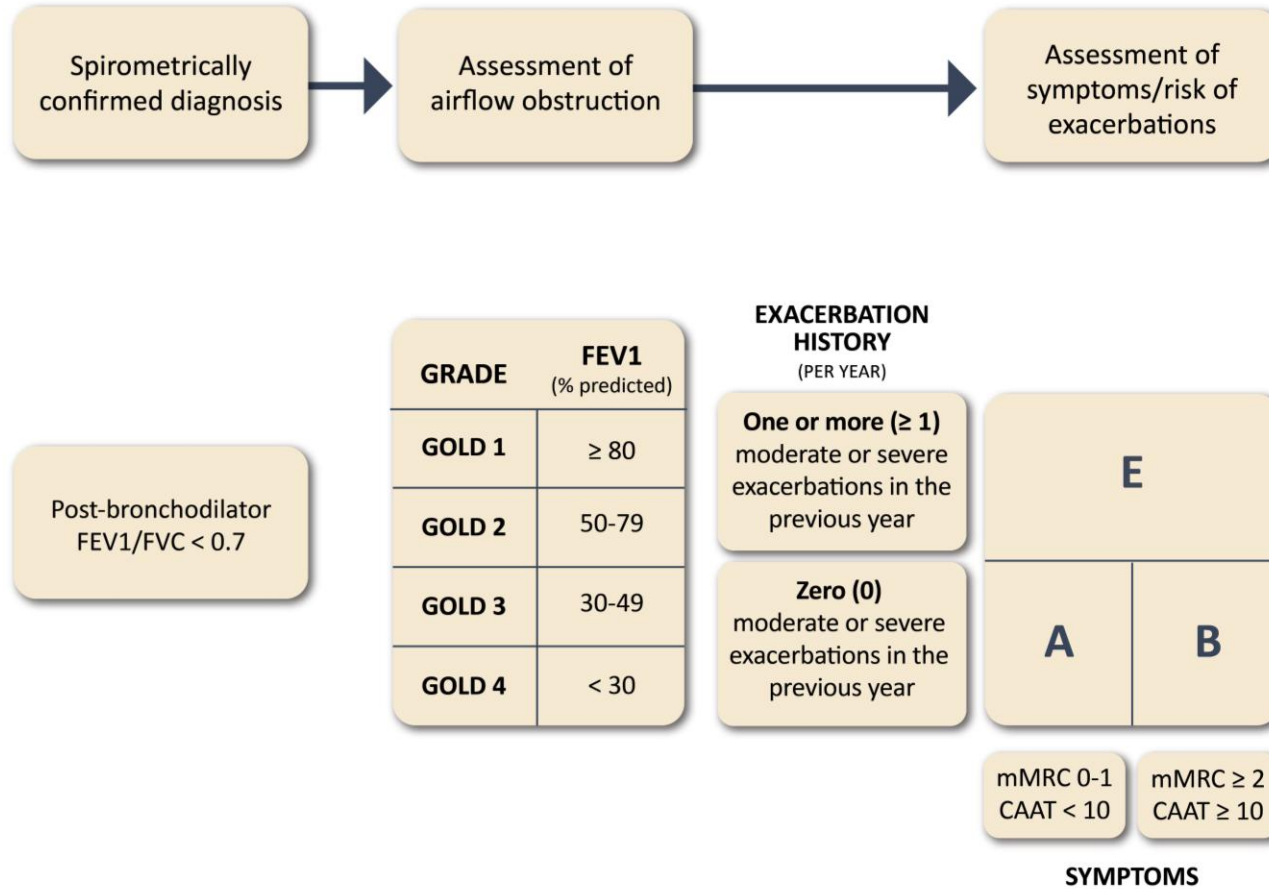 Spirometrically
confirmed diagnosis
Assessment of
airflow obstruction
Assessment of
symptoms/risk of
exacerbations
Post-bronchodilator
FEV1/FVC < 0.7
GRADE
FEV1
(% predicted)
GOLD 1
≥ 80
GOLD 2
50-79
GOLD 3
30-49
GOLD 4
< 30
EXACERBATION
HISTORY
(PER YEAR)
One or more (≥ 1)
moderate or severe
exacerbations in the
previous year
Zero (0)
moderate or severe
exacerbations in the
previous year
E
A
B
mMRC 0-1
CAAT < 10
mMRC ≥ 2
CAAT ≥ 10
SYMPTOMS